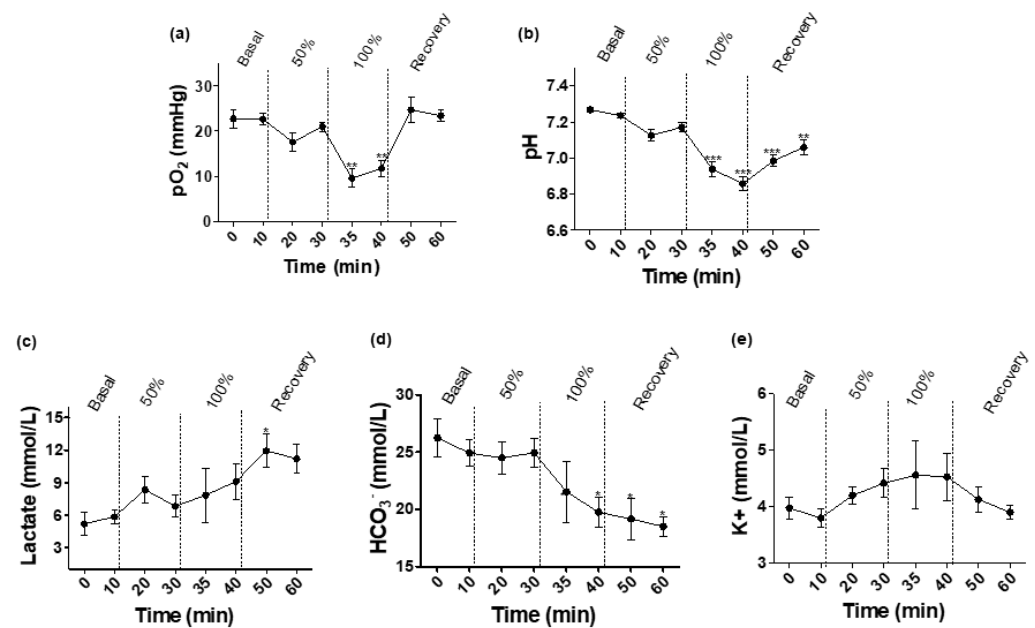 (a)
Basal
50%
100%
Recovery
pO2 (mmHg)
30
20
10
0
0 10 20 30 35 40 50 60
** **
Time (min)
(b)
Basal
50%
100%
Recovery
pH
7.4
7.2
7.0
6.8
6.6
0 10 20 30 35 40 50 60
*** *** *** **
Time (min)
(c)
Basal
50%
100%
Recovery
Lactate (mmol/L)
15
12
9
6
3
0 10 20 30 35 40 50 60
*
Time (min)
(d)
Basal
50%
100%
Recovery
HCO3- (mmol/L)
30
25
20
15
0 10 20 30 35 40 50 60
* * *
Time (min)
(e)
Basal
50%
100%
Recovery
K+ (mmol/L)
6
5
4
3
0 10 20 30 35 40 50 60
Time (min)